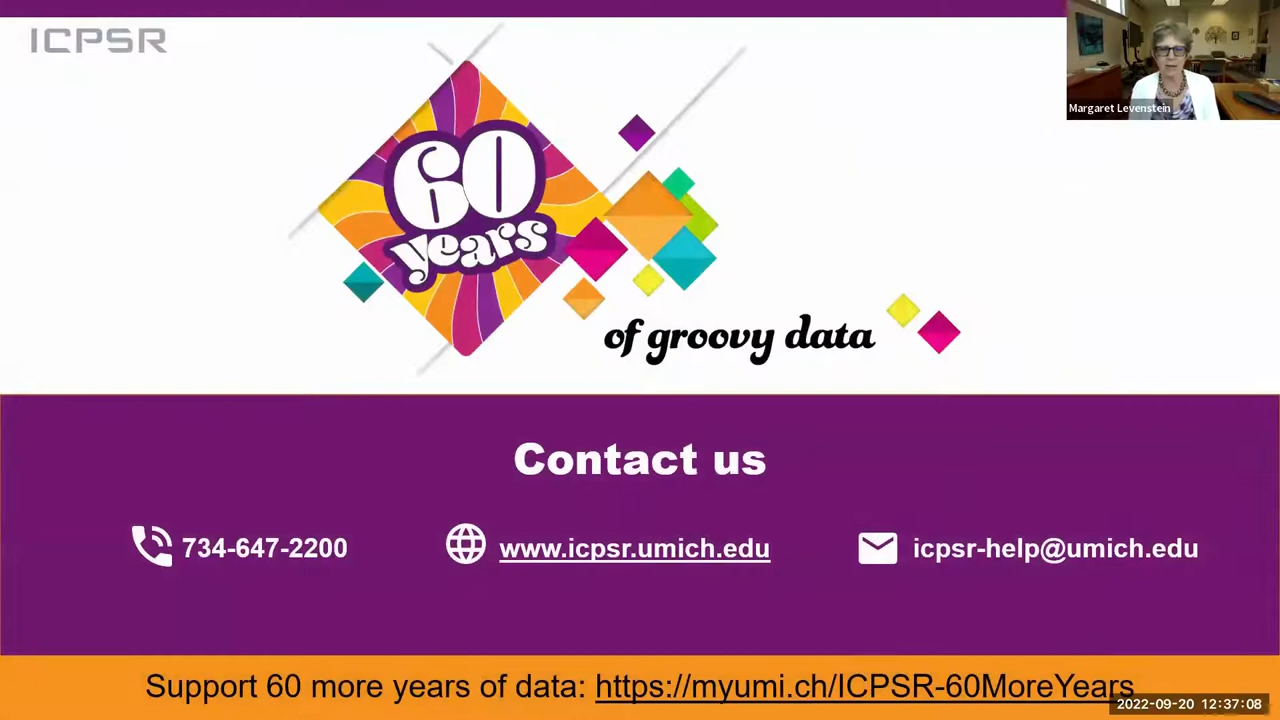 ICPSR
Margaret Levenstein
60
years
of groovy data
Contact us
734-647-2200
www.icpsr.umich.edu
icpsr-help@umich.edu
Support 60 more years of data: https://myumi.ch/ICPSR-60MoreYears
2022-09-20 12:37:08